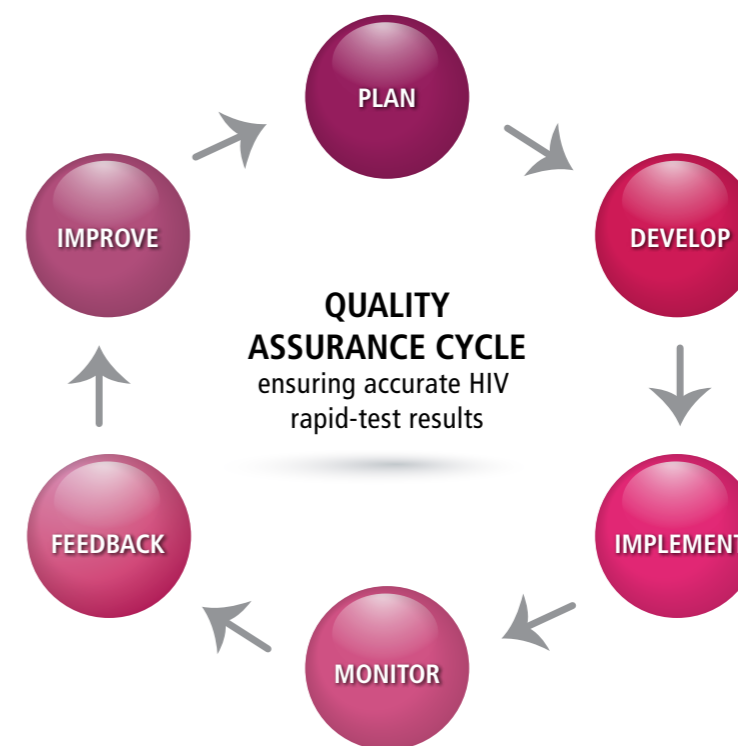 PLAN
DEVELOP
IMPLEMENT
MONITOR
FEEDBACK
IMPROVE
QUALITY
ASSURANCE CYCLE
ensuring accurate HIV
rapid-test results